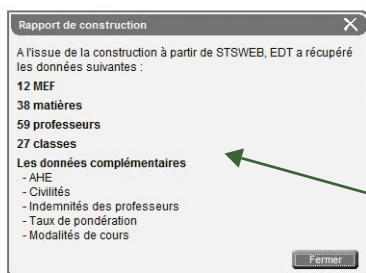 Rapport de construction
A l'issue de la construction à partir de STSWEB, EDT a récupéré
les données suivantes :
12 MEF
38 matières
59 professeurs
27 classes
Les données complémentaires
- AHE
- Civilités
- Indemnités des professeurs
- Taux de pondération
- Modalités de cours
Fermer